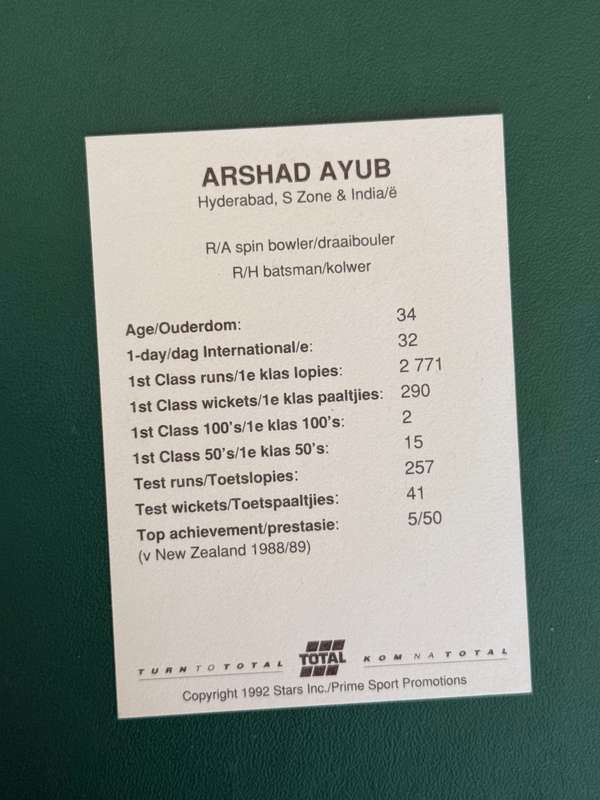 ARSHAD AYUB
Hyderabad, S Zone & India/ë
R/A spin bowler/draaibouler
R/H batsman/kolwer
Age/Ouderdom: 34
1-day/dag International/e: 32
1st Class runs/1e klas lopies: 2 771
1st Class wickets/1e klas paaltjies: 290
1st Class 100's/1e klas 100's: 2
1st Class 50's/1e klas 50's: 15
Test runs/Toetslopies: 257
Test wickets/Toetspaaltjies: 41
Top achievement/prestasie: 5/50
(v New Zealand 1988/89)
TURN TO TOTAL TOTAL KOM NA TOTAL
Copyright 1992 Stars Inc./Prime Sport Promotions